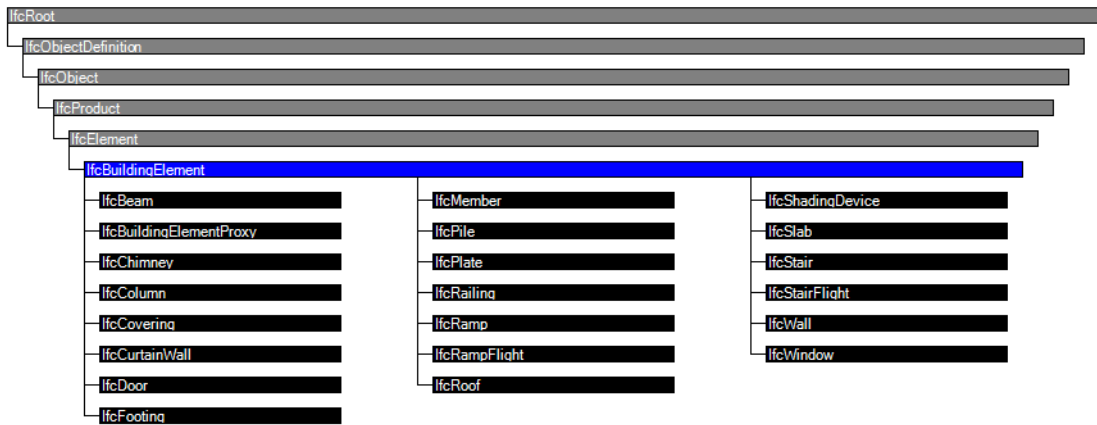 IfcRoot
IfcObjectDefinition
IfcObject
IfcProduct
IfcElement
IfcBuildingElement
IfcBeam
IfcBuildingElementProxy
IfcChimney
IfcColumn
IfcCovering
IfcCurtainWall
IfcDoor
IfcFooting
IfcMember
IfcPile
IfcPlate
IfcRailing
IfcRamp
IfcRampFlight
IfcRoof
IfcShadingDevice
IfcSlab
IfcStair
IfcStairFlight
IfcWall
IfcWindow